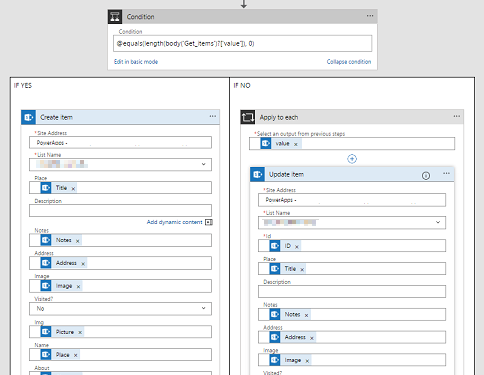 Condition
Condition
@equals(length(body('Get_items')?['value']), 0)
Edit in basic mode
Collapse condition
IF YES
Create item
*Site Address
PowerApps -
*List Name
Place
Title x
Description
Add dynamic content
Notes
Notes x
Address
Address x
Image
Image x
Visited?
No
Img
Picture x
Name
Place x
About
IF NO
Apply to each
*Select an output from previous steps
value x
Update item
*Site Address
PowerApps -
*List Name
*Id
ID x
Place
Title x
Description
Notes
Notes x
Address
Address x
Image
Image x
Visited?